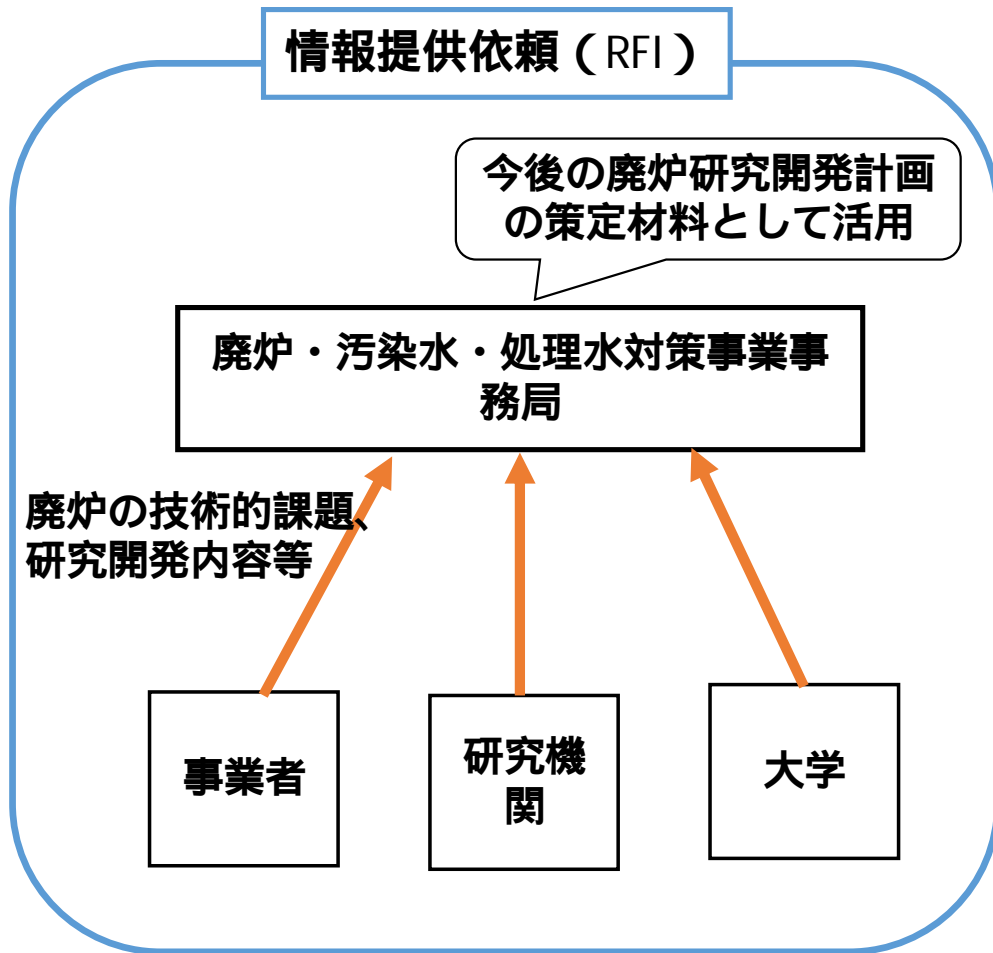 情報提供依頼(RFI)
今後の廃炉研究開発計画
の策定材料として活用
廃炉・汚染水・処理水対策事業事
務局
廃炉の技術的課題、
研究開発内容等
事業者
研究機
関
大学